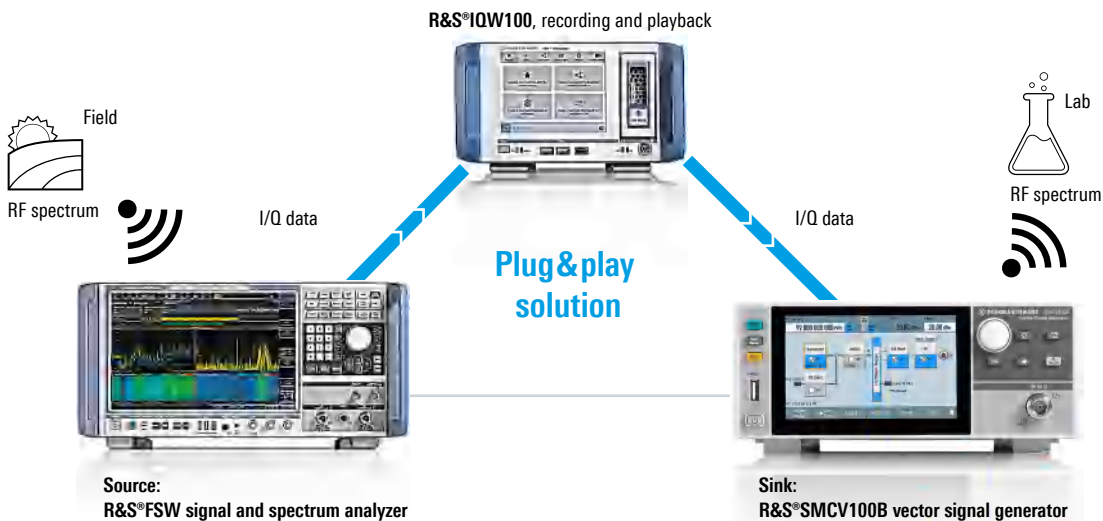 R&S®IQW100, recording and playback
Field
Lab
RF spectrum
RF spectrum
I/Q data
I/Q data
Plug&play
solution
Source:
R&S®FSW signal and spectrum analyzer
Sink:
R&S®SMCV100B vector signal generator